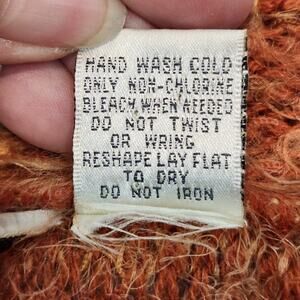 HAND WASH COLD
ONLY NON-CHLORINE
BLEACH WHEN NEEDED
DO NOT TWIST
OR WRING
RESHAPE LAY FLAT
TO DRY
DO NOT IRON